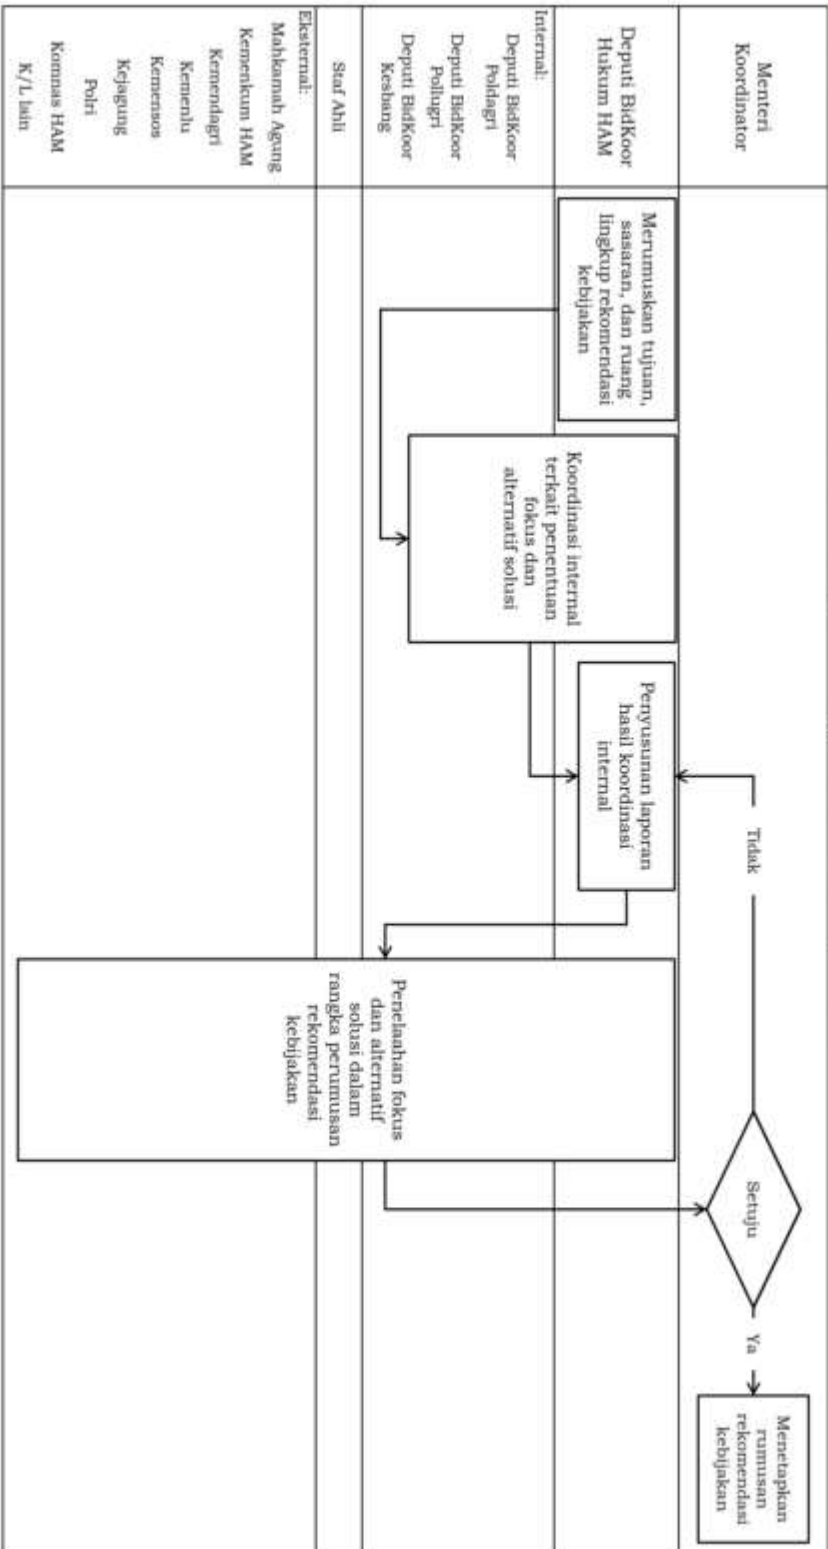 Menteri
Koordinator
Deputi BidKoor
Hukum HAM
Internal:
Deputi BidKoor
Poldagri
Deputi BidKoor
Pollugri
Deputi BidKoor
Kesbang
Staf Ahli
Eksternal:
Mahkamah Agung
Kemenkum HAM
Kemendagri
Kemenlu
Kemensos
Kejagung
Polri
Komnas HAM
K/L lain
Merumuskan tujuan,
sasaran, dan ruang
lingkup rekomendasi
kebijakan
Koordinasi internal
terkait penentuan
fokus dan
alternatif solusi
Penyusunan laporan
hasil koordinasi
internal
Tidak
Penelaahan fokus
dan alternatif
solusi dalam
rangka perumusan
rekomendasi
kebijakan
Setuju
Ya
Menetapkan
rumusan
rekomendasi
kebijakan